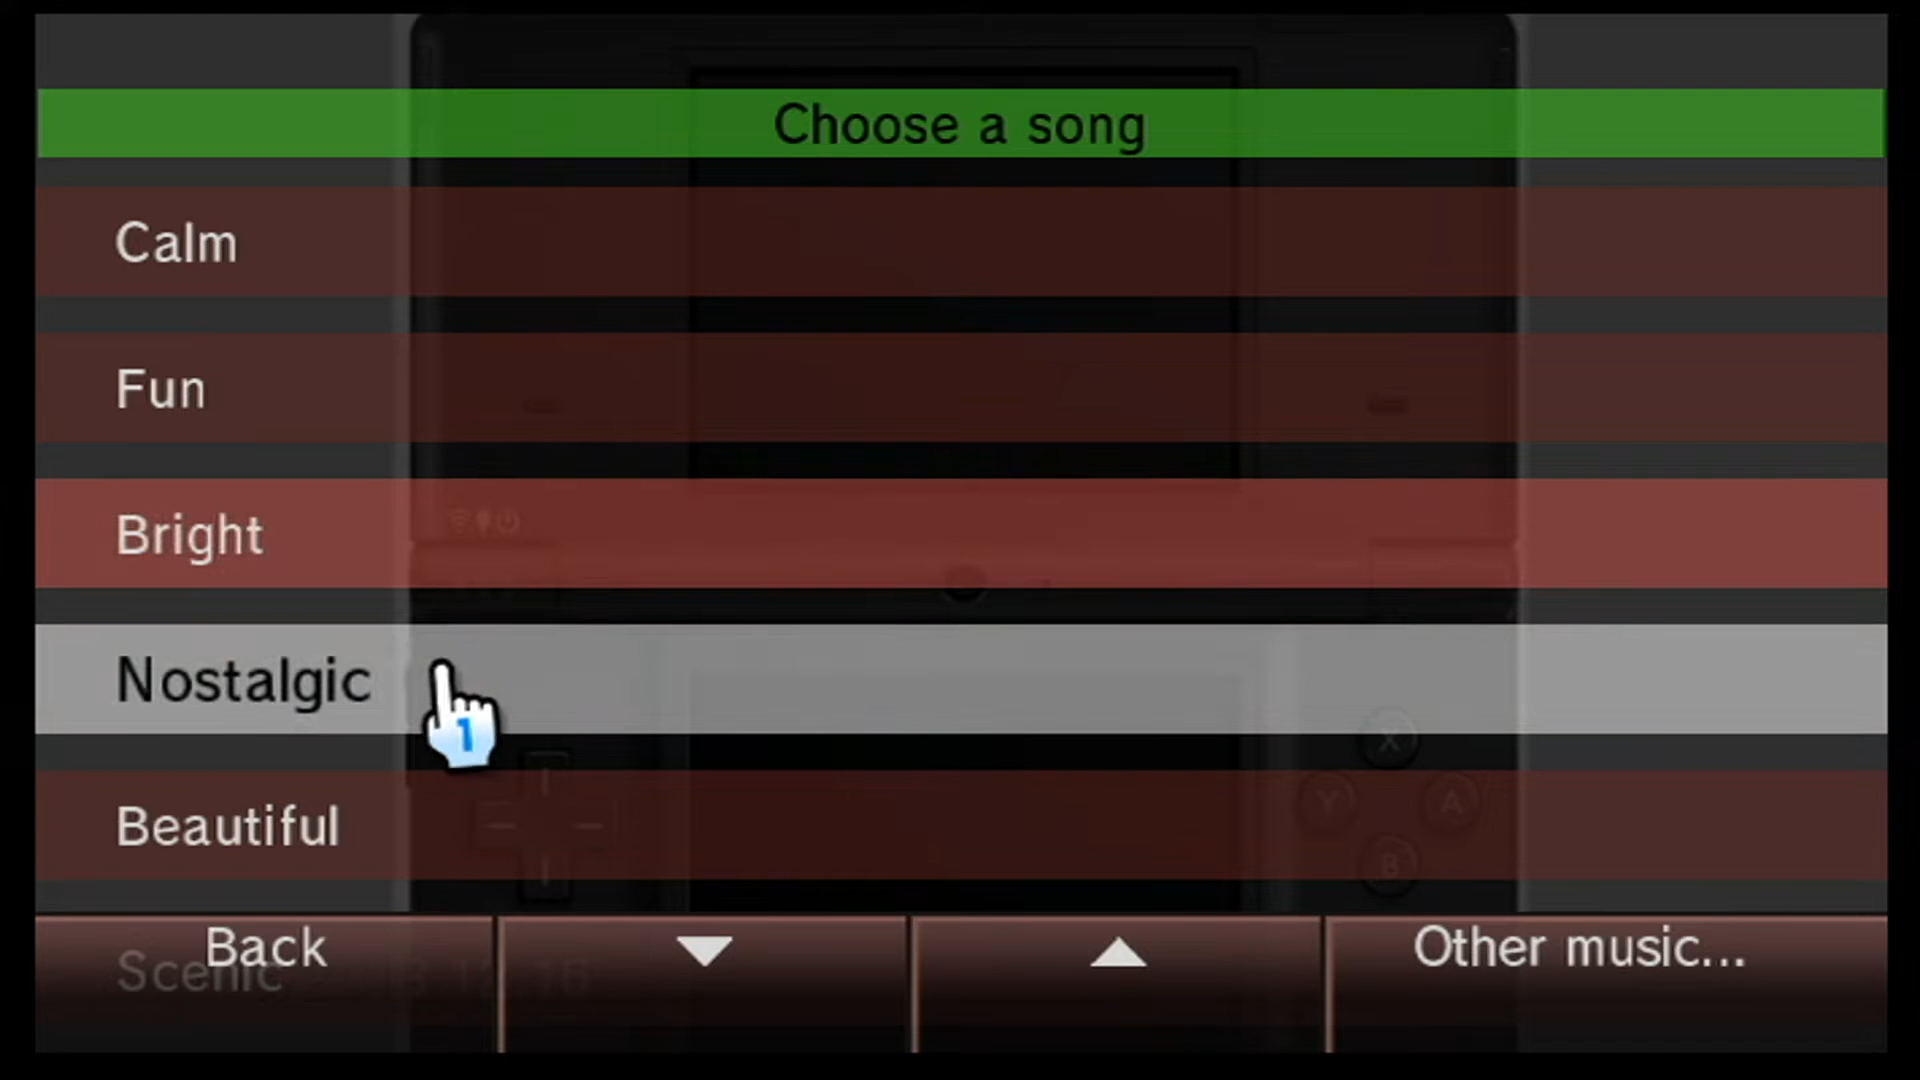 Choose a song
Calm
Fun
Bright
Nostalgic
1
X
Beautiful
Y
A
B
Back
Other music...
Scenic